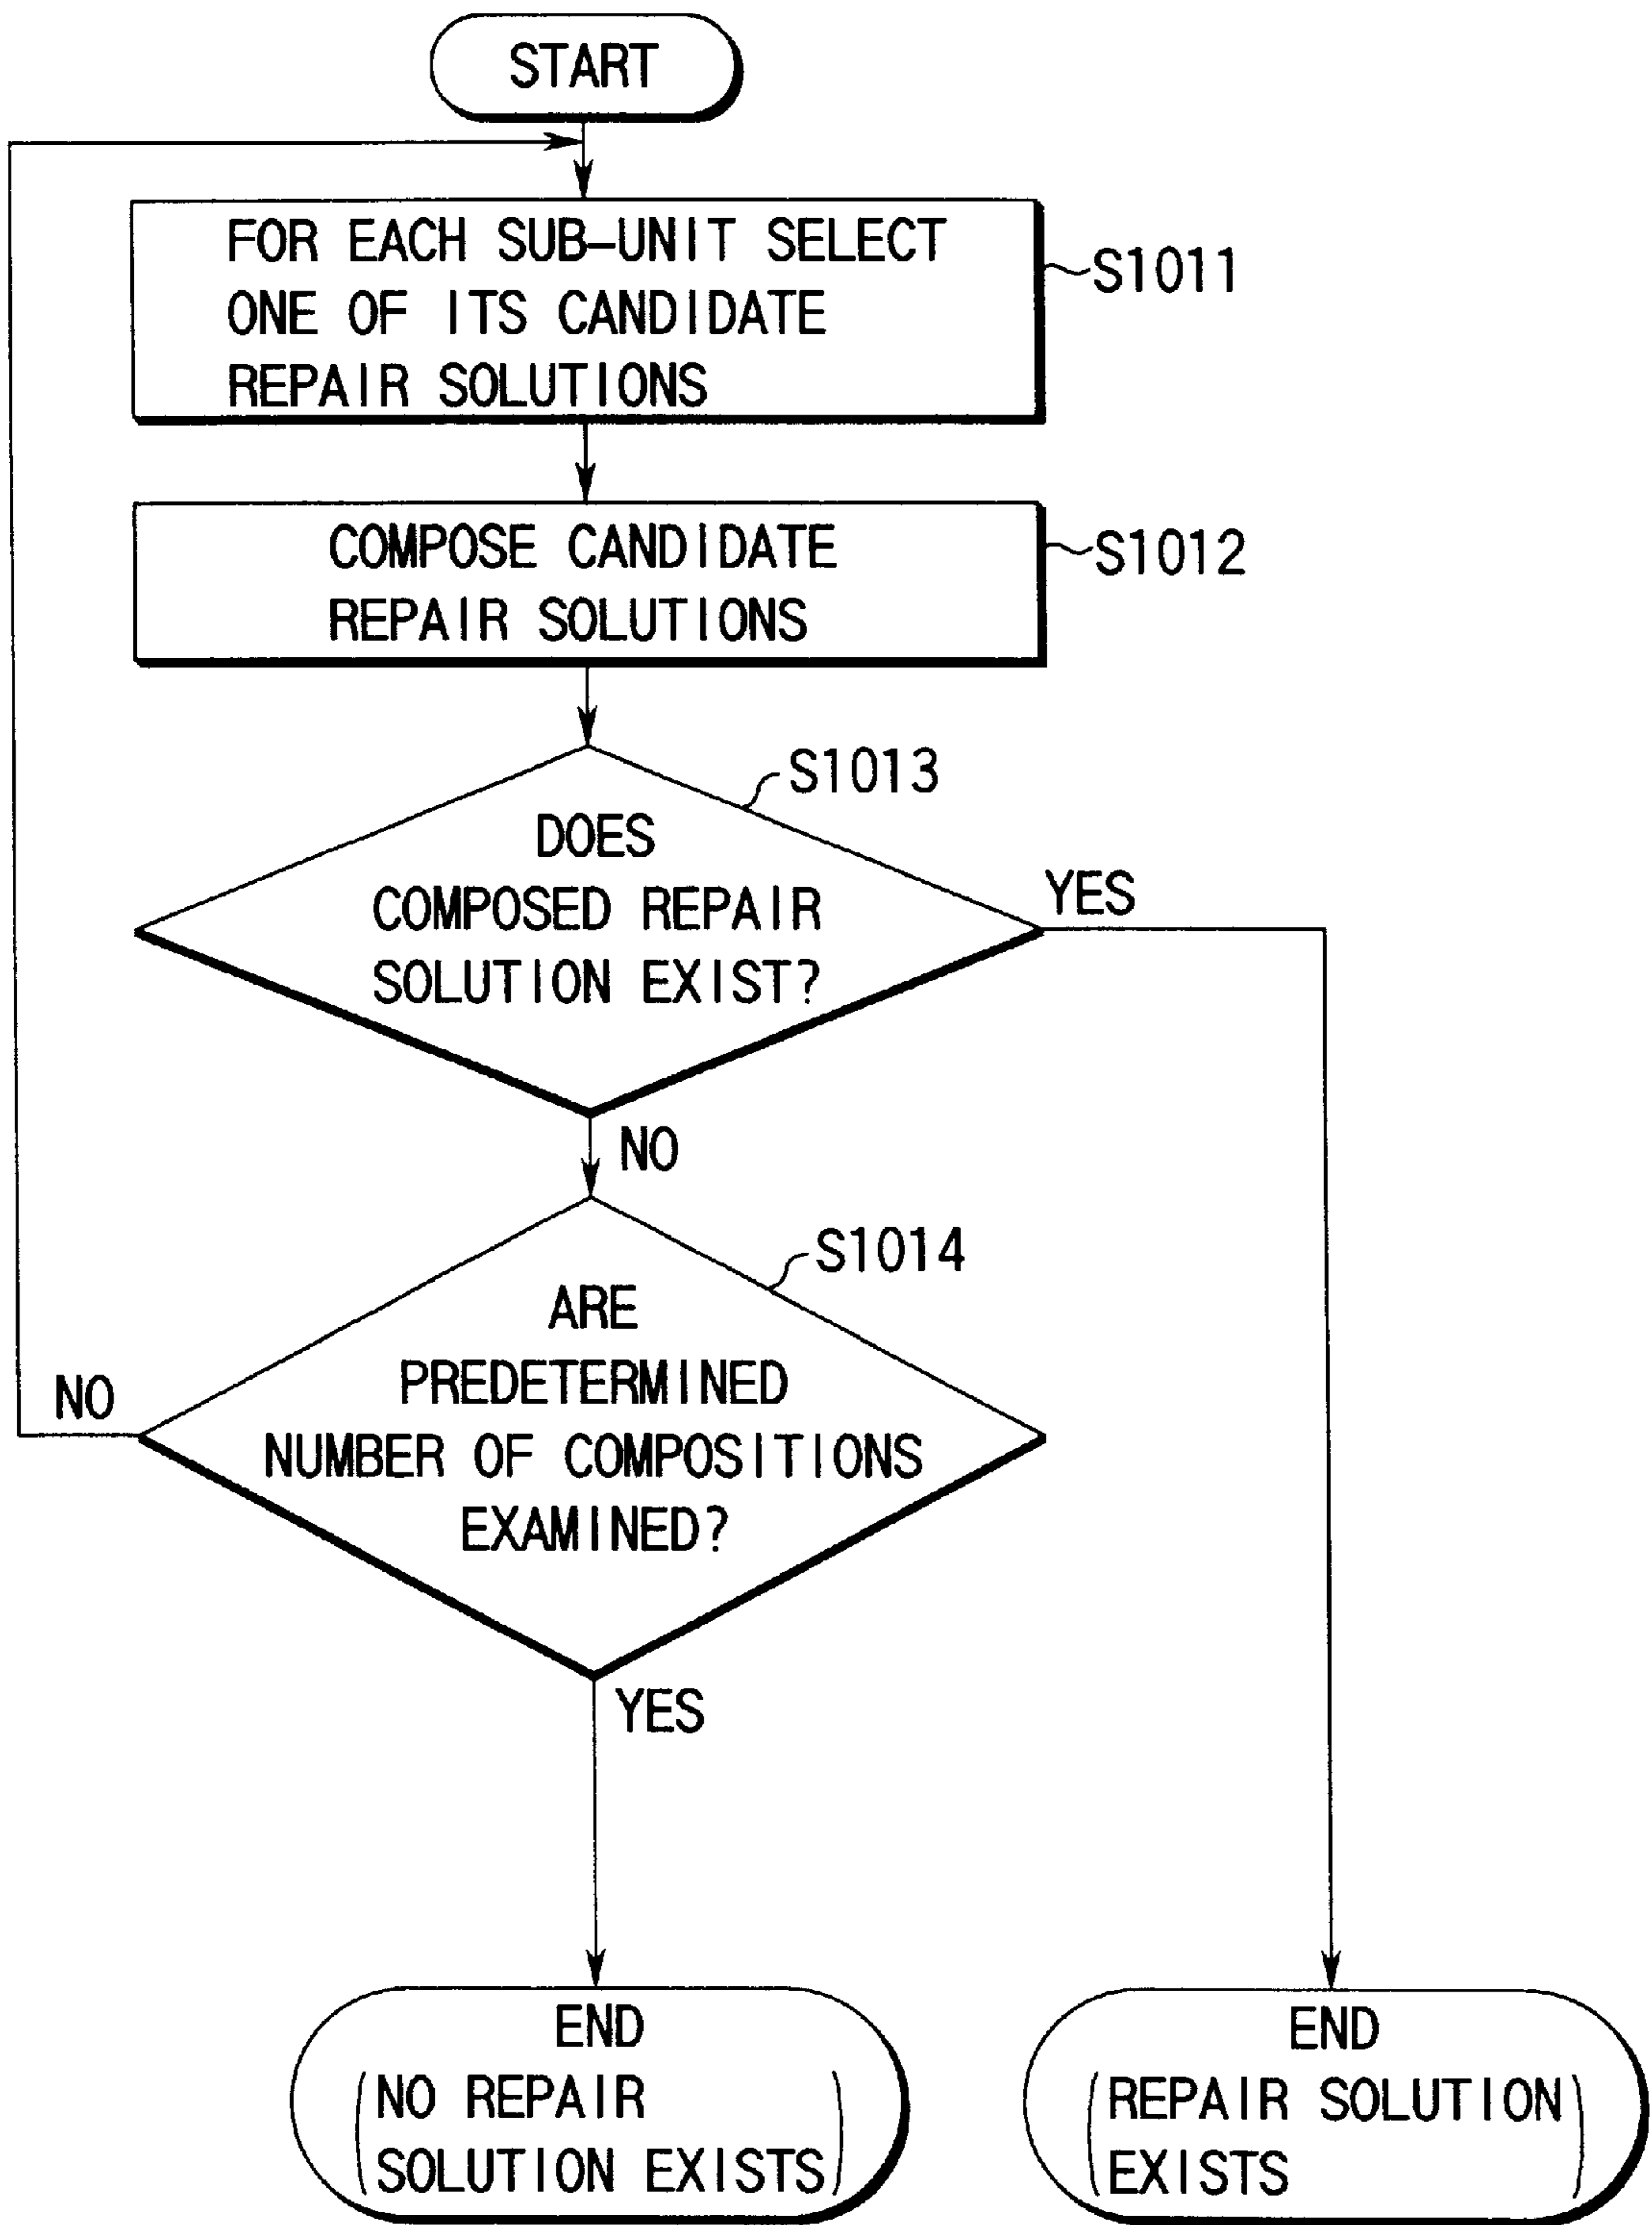 START
FOR EACH SUB-UNIT SELECT
ONE OF ITS CANDIDATE
REPAIR SOLUTIONS
S1011
COMPOSE CANDIDATE
REPAIR SOLUTIONS
S1012
S1013
DOES
COMPOSED REPAIR
SOLUTION EXIST?
YES
NO
S1014
ARE
PREDETERMINED
NUMBER OF COMPOSITIONS
EXAMINED?
NO
YES
END
(NO REPAIR
SOLUTION EXISTS)
END
(REPAIR SOLUTION
EXISTS)